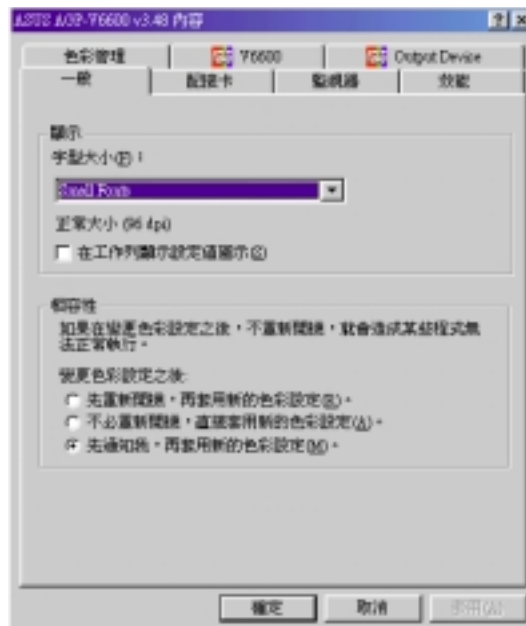 ASUS AGP-V6600 v3.48 內容
色彩管理
V6600
Output Device
一般
配接卡
監視器
效能
顯示
字型大小(F)：
Small Fonts
正常大小 (96 dpi)
在工作列顯示設定值圖示(S)
相容性
如果在變更色彩設定之後，不重新開機，就會造成某些程式無
法正常執行。
變更色彩設定之後:
先重新開機，再套用新的色彩設定(R)。
不必重新開機，直接套用新的色彩設定(A)。
先通知我，再套用新的色彩設定(M)。
確定
取消
套用(A)